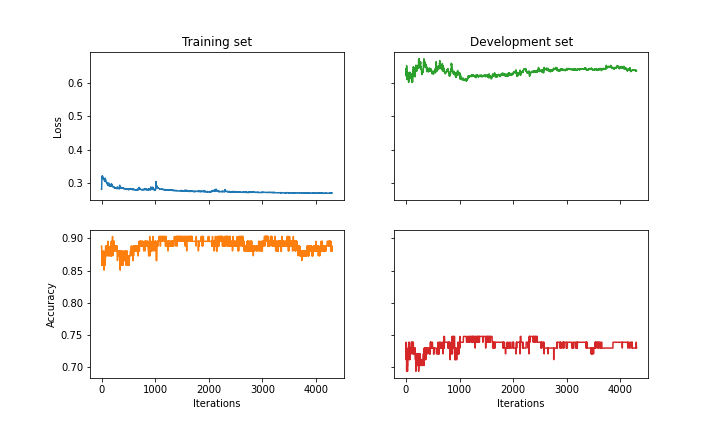 Training set
Development set
Loss
0.6
0.5
0.4
0.3
Accuracy
0.90
0.85
0.80
0.75
0.70
0 1000 2000 3000 4000
0 1000 2000 3000 4000
Iterations
Iterations